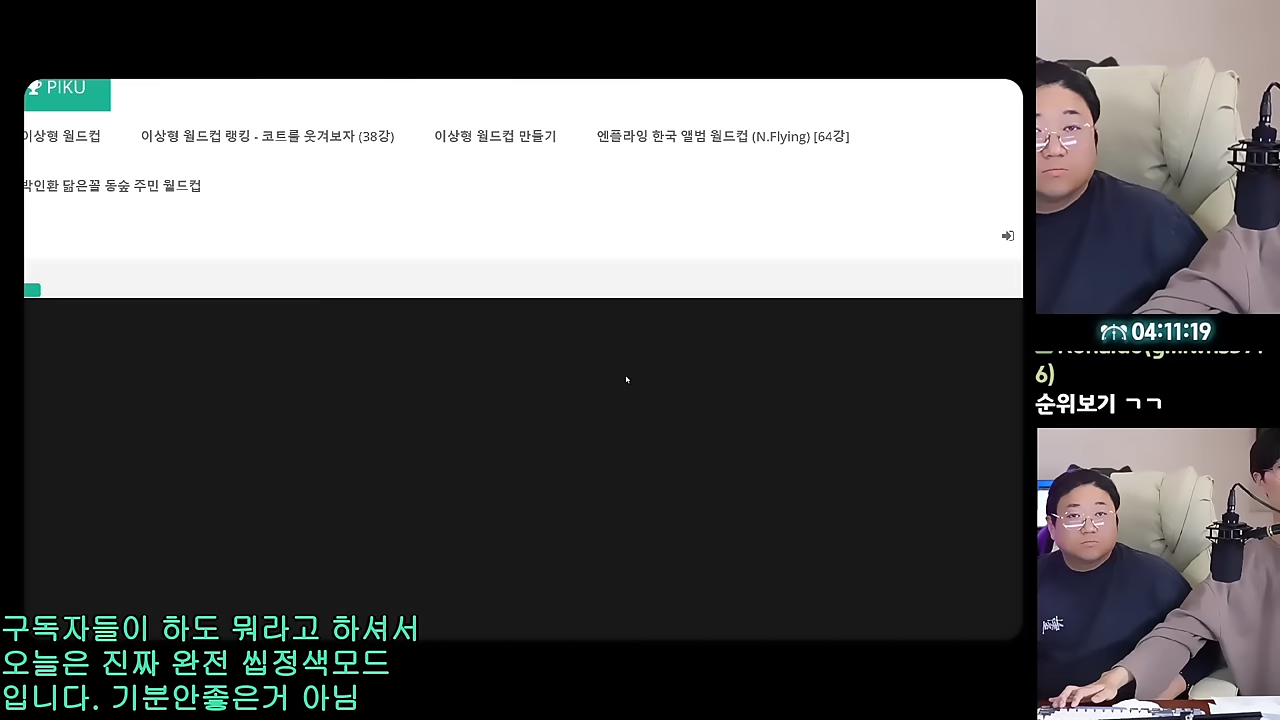 PIKU
이상형 월드컵
이상형 월드컵 랭킹 - 코트를 웃겨보자 (38강)
이상형 월드컵 만들기
엔플라잉 한국 앨범 월드컵 (N.Flying) [64강]
박인환 닮은꼴 동숲 주민 월드컵
04:11:19
6)
순위보기 ㄱㄱ
구독자들이 하도 뭐라고 하셔서
오늘은 진짜 완전 씹정색모드
입니다. 기분안좋은거 아님